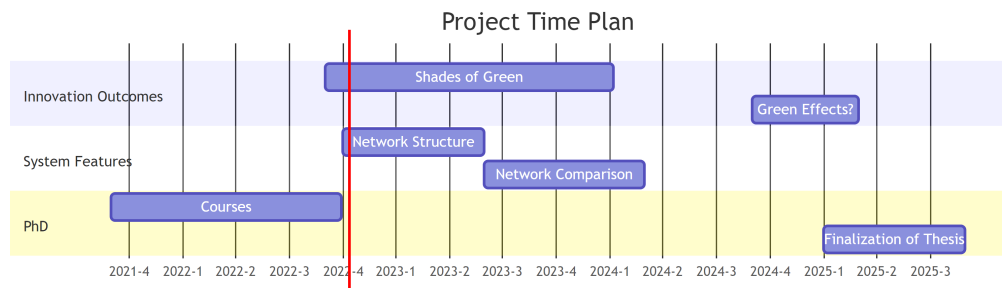 Project Time Plan
Shades of Green
Innovation Outcomes
Green Effects?
Network Structure
System Features
Network Comparison
Courses
PhD
Finalization of Thesis
2021-4 2022-1 2022-2 2022-3 2022-4 2023-1 2023-2 2023-3 2023-4 2024-1 2024-2 2024-3 2024-4 2025-1 2025-2 2025-3